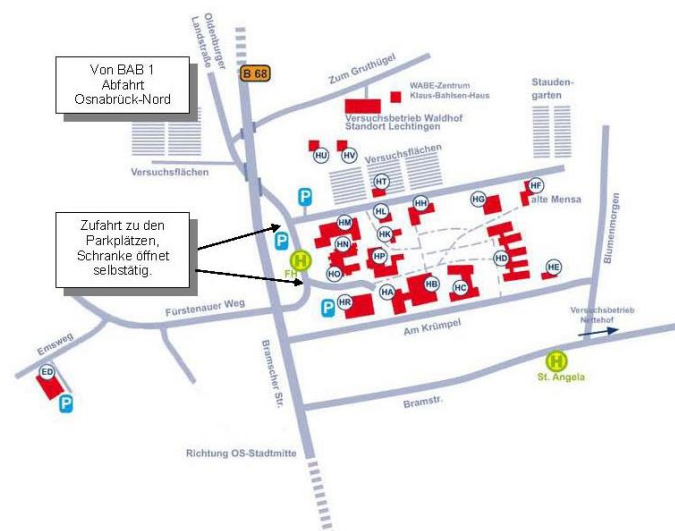 Oldenburger
Landstraße
Von BAB 1
Abfahrt
Osnabrück-Nord
B 68
Zum Gruthügel
WABE-Zentrum
Klaus-Bahlsen-Haus
Versuchsbetrieb Waldhof
Standort Lechtingen
Stauden-
garten
Versuchsflächen
HU
HV
Versuchsflächen
HT
P
HL
HH
HG
HF
alte Mensa
Blumenmorgen
Zufahrt zu den
Parkplätzen,
Schranke öffnet
selbstätig.
P
HM
HK
HN
H
FH
HP
HO
HD
HE
HA
HB
HC
HR
P
Fürstenauer Weg
Am Krümpel
Versuchsbetrieb
Nettehof
Emsweg
ED
P
Bramscher Str.
H
St. Angela
Bramstr.
Richtung OS-Stadtmitte